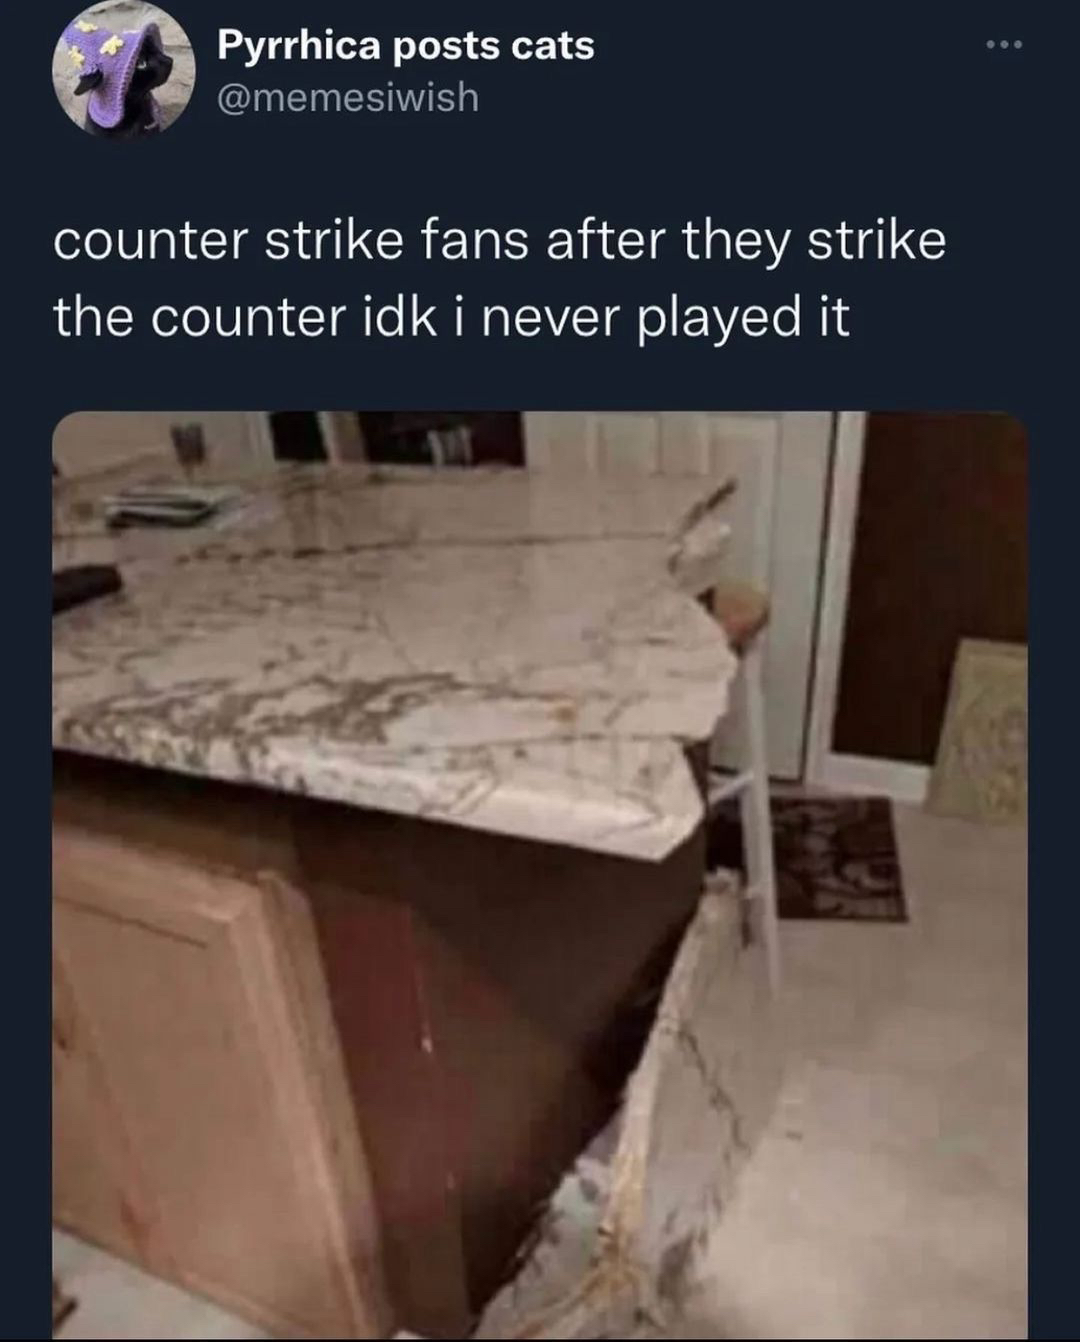 Pyrrhica posts cats
@memesiwish
counter strike fans after they strike
the counter idk i never played it